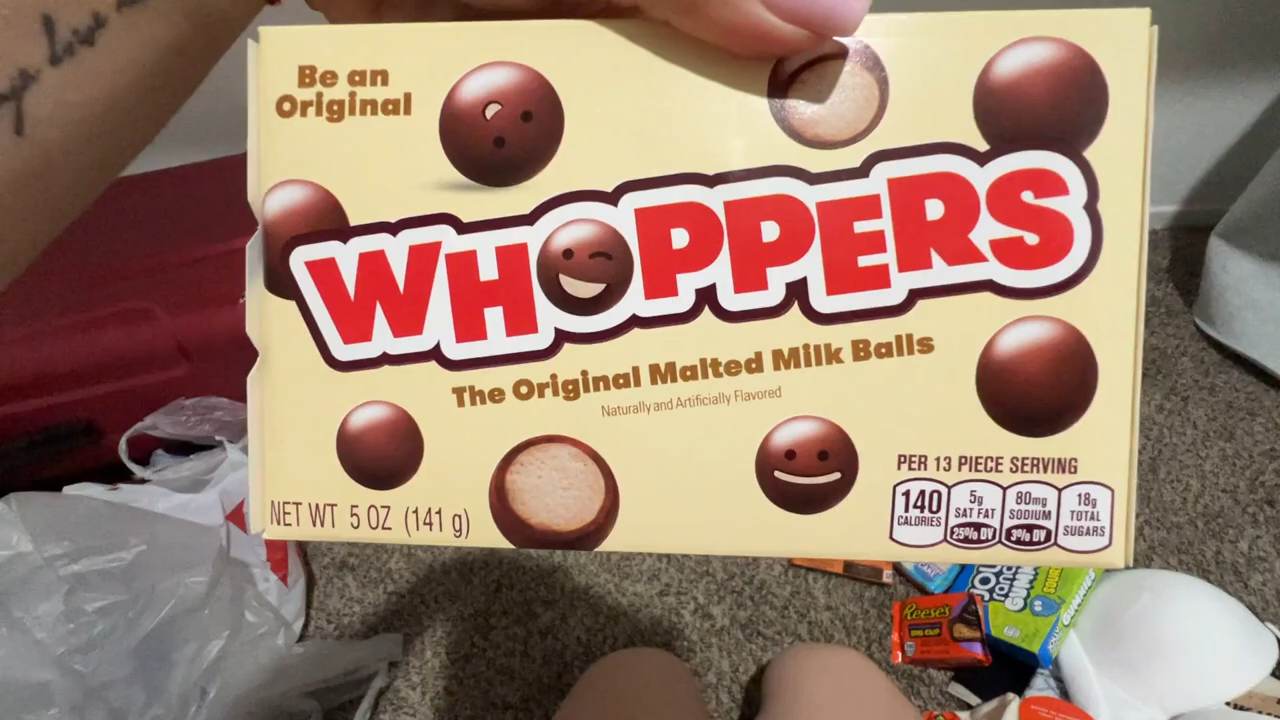 Be an
Original
WHOPPERS
The Original Malted Milk Balls
Naturally and Artificially Flavored
NET WT 5 OZ (141 g)
PER 13 PIECE SERVING
140
CALORIES
5g
SAT FAT
25% DV
80mg
SODIUM
3% DV
18g
TOTAL
SUGARS
Reese's
BIG CUP
SOUR
GUMMIES